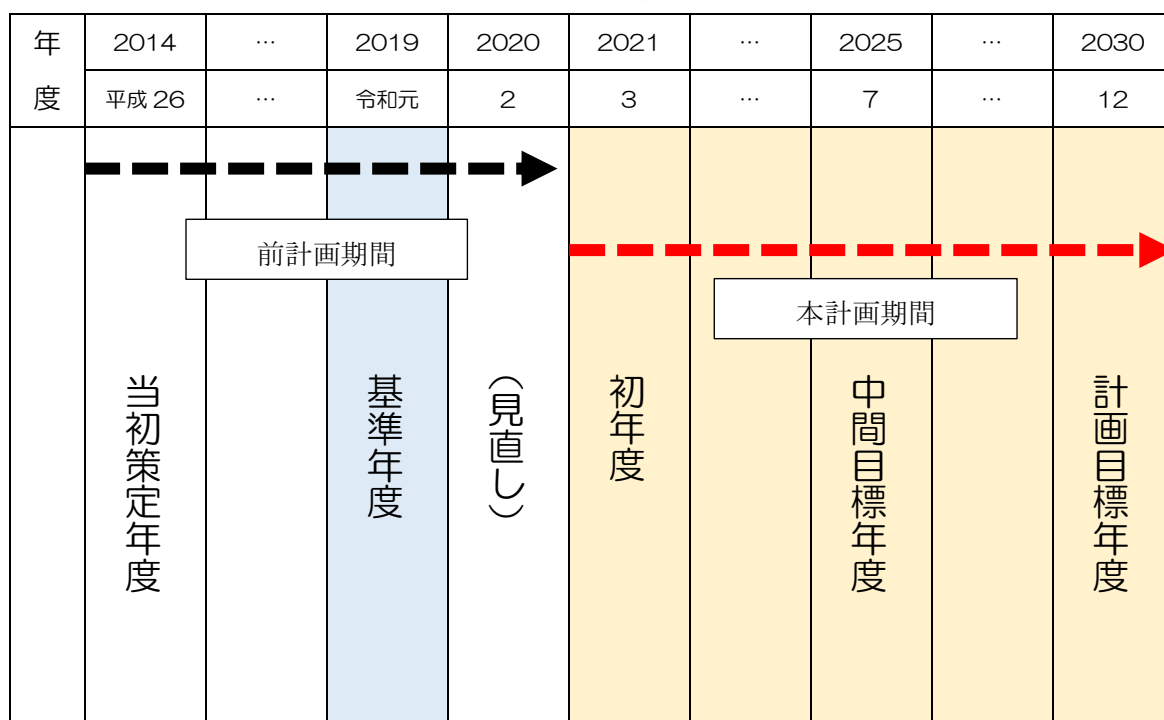 年度
2014 … 2019 2020 2021 … 2025 … 2030
平成 26 … 令和元 2 3 … 7 … 12
前計画期間
本計画期間
当初策定年度
基準年度
(見直し)
初年度
中間目標年度
計画目標年度